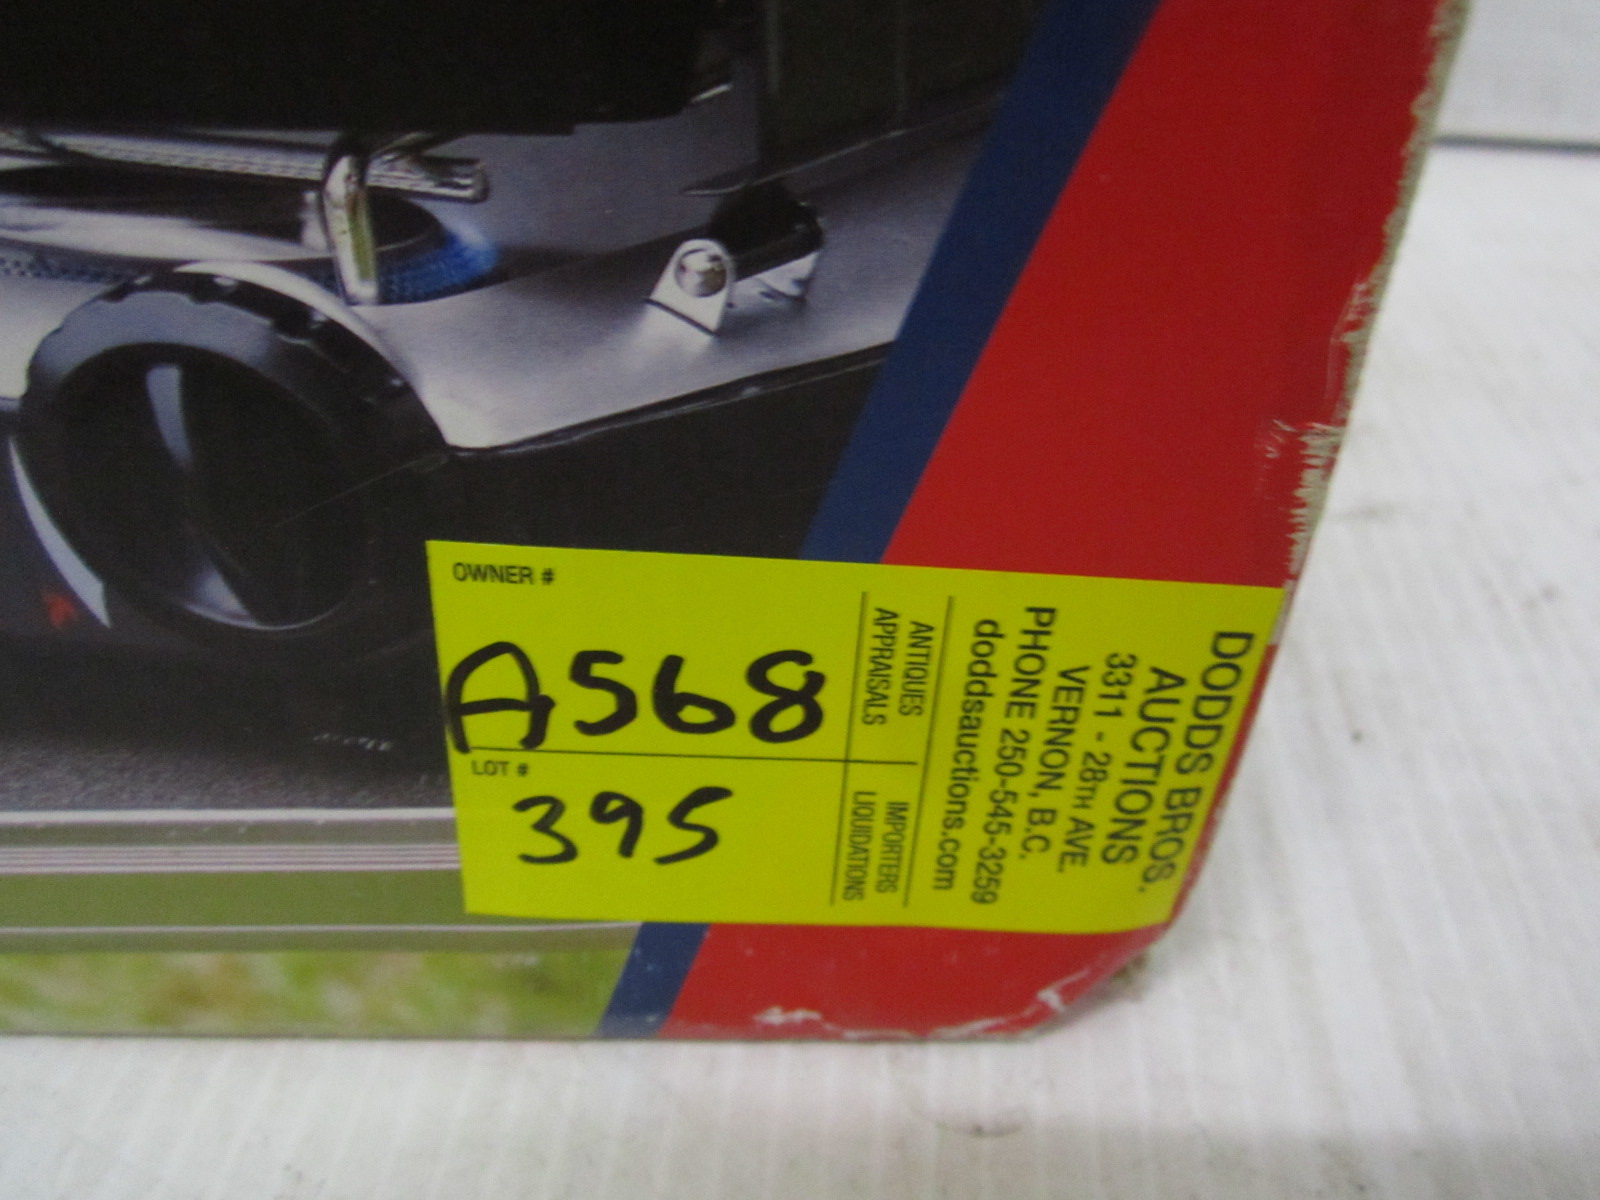 OWNER #
A568
LOT #
395
ANTIQUES
APPRAISALS
IMPORTERS
LIQUIDATIONS
DODDS BROS.
AUCTIONS
3311 - 28TH AVE.
VERNON, B.C.
PHONE 250-545-3259
doddsauctions.com